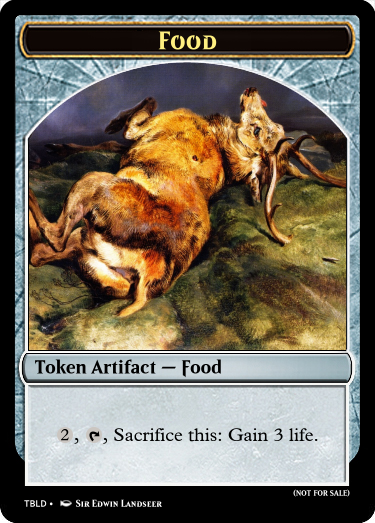 Food
Token Artifact — Food
2, T, Sacrifice this: Gain 3 life.
(NOT FOR SALE)
TBLD • Sir Edwin Landseer